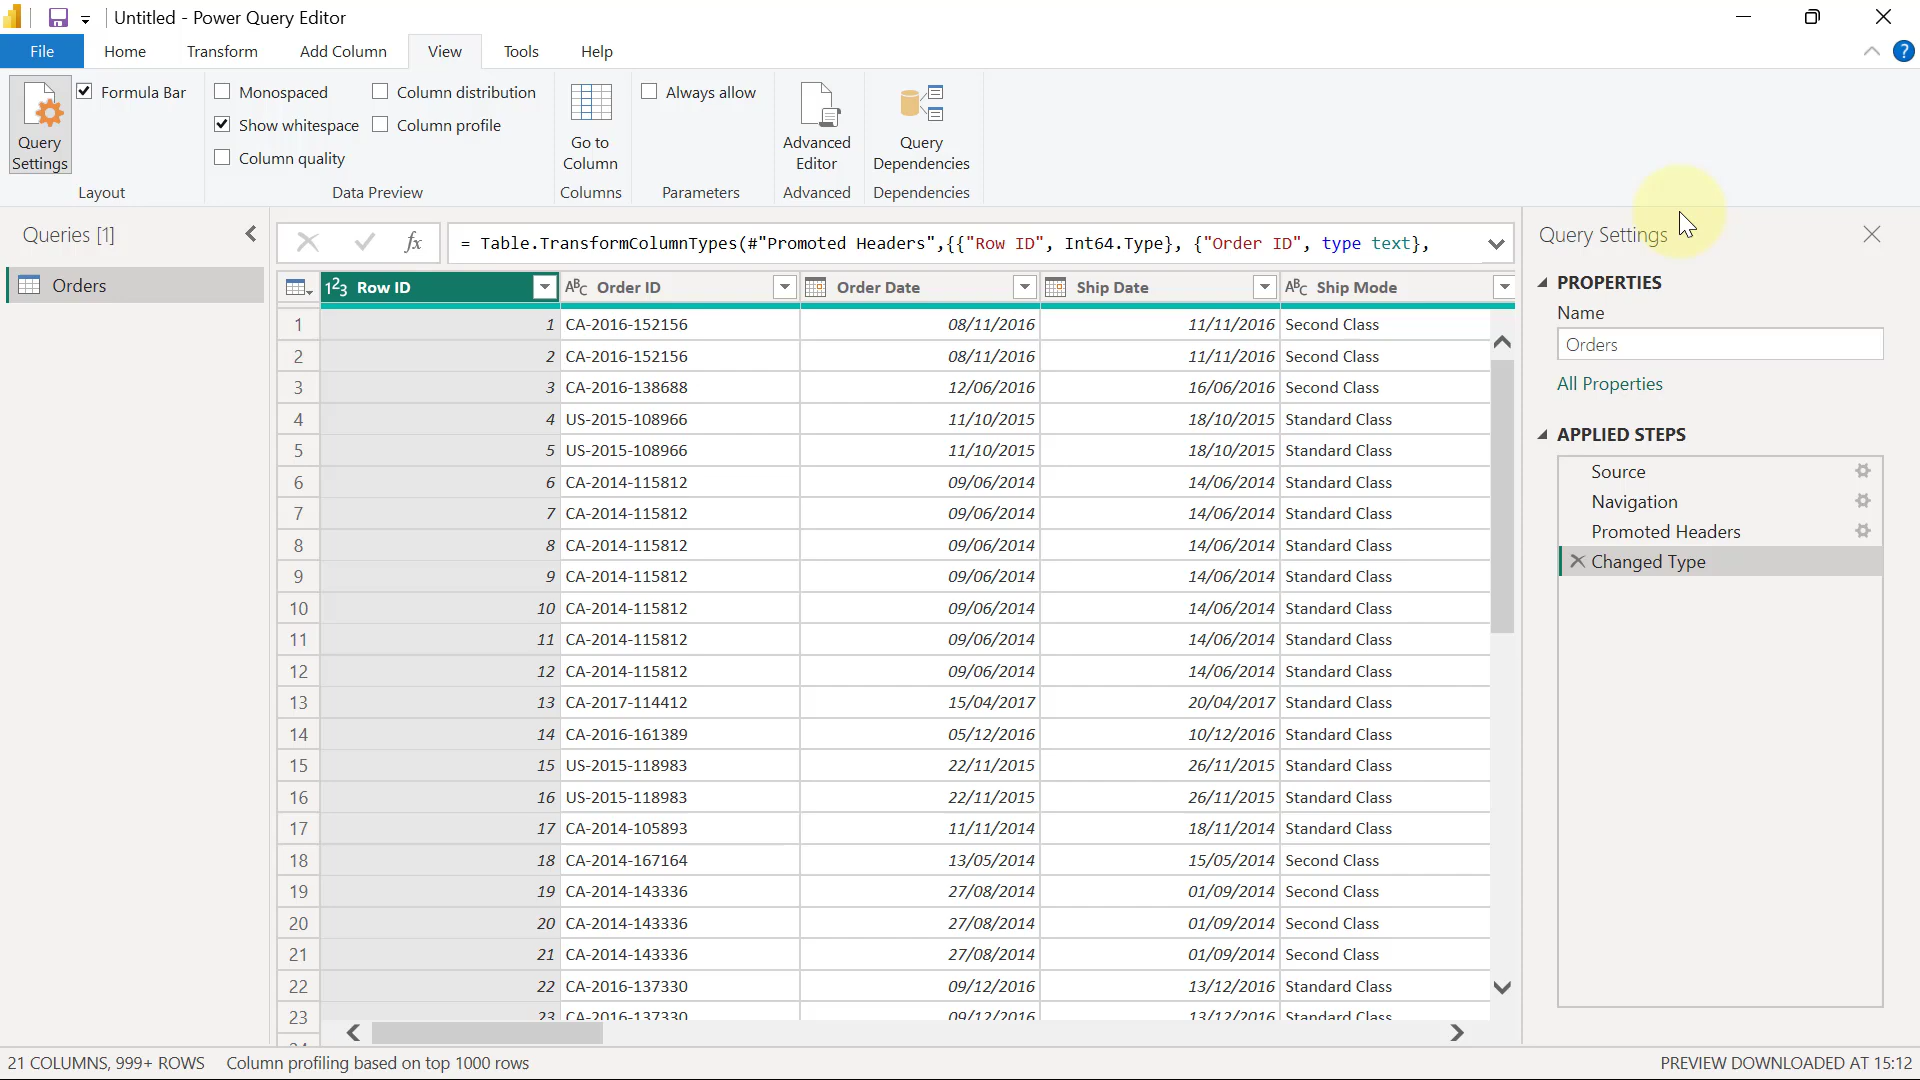 Untitled - Power Query Editor
File Home Transform Add Column View Tools Help ?
Query Settings
Formula Bar
Layout
Monospaced
Show whitespace
Column quality
Column distribution
Column profile
Data Preview
Go to Column
Columns
Always allow
Parameters
Advanced Editor
Advanced
Query Dependencies
Dependencies
Queries [1]
Orders
fx = Table.TransformColumnTypes(#"Promoted Headers",{{"Row ID", Int64.Type}, {"Order ID", type text},
123 Row ID ABC Order ID Order Date Ship Date ABC Ship Mode
1 1 CA-2016-152156 08/11/2016 11/11/2016 Second Class
2 2 CA-2016-152156 08/11/2016 11/11/2016 Second Class
3 3 CA-2016-138688 12/06/2016 16/06/2016 Second Class
4 4 US-2015-108966 11/10/2015 18/10/2015 Standard Class
5 5 US-2015-108966 11/10/2015 18/10/2015 Standard Class
6 6 CA-2014-115812 09/06/2014 14/06/2014 Standard Class
7 7 CA-2014-115812 09/06/2014 14/06/2014 Standard Class
8 8 CA-2014-115812 09/06/2014 14/06/2014 Standard Class
9 9 CA-2014-115812 09/06/2014 14/06/2014 Standard Class
10 10 CA-2014-115812 09/06/2014 14/06/2014 Standard Class
11 11 CA-2014-115812 09/06/2014 14/06/2014 Standard Class
12 12 CA-2014-115812 09/06/2014 14/06/2014 Standard Class
13 13 CA-2017-114412 15/04/2017 20/04/2017 Standard Class
14 14 CA-2016-161389 05/12/2016 10/12/2016 Standard Class
15 15 US-2015-118983 22/11/2015 26/11/2015 Standard Class
16 16 US-2015-118983 22/11/2015 26/11/2015 Standard Class
17 17 CA-2014-105893 11/11/2014 18/11/2014 Standard Class
18 18 CA-2014-167164 13/05/2014 15/05/2014 Second Class
19 19 CA-2014-143336 27/08/2014 01/09/2014 Second Class
20 20 CA-2014-143336 27/08/2014 01/09/2014 Second Class
21 21 CA-2014-143336 27/08/2014 01/09/2014 Second Class
22 22 CA-2016-137330 09/12/2016 13/12/2016 Standard Class
23 23 CA-2016-137330 09/12/2016 13/12/2016 Standard Class
Query Settings
PROPERTIES
Name
Orders
All Properties
APPLIED STEPS
Source
Navigation
Promoted Headers
Changed Type
21 COLUMNS, 999+ ROWS Column profiling based on top 1000 rows PREVIEW DOWNLOADED AT 15:12